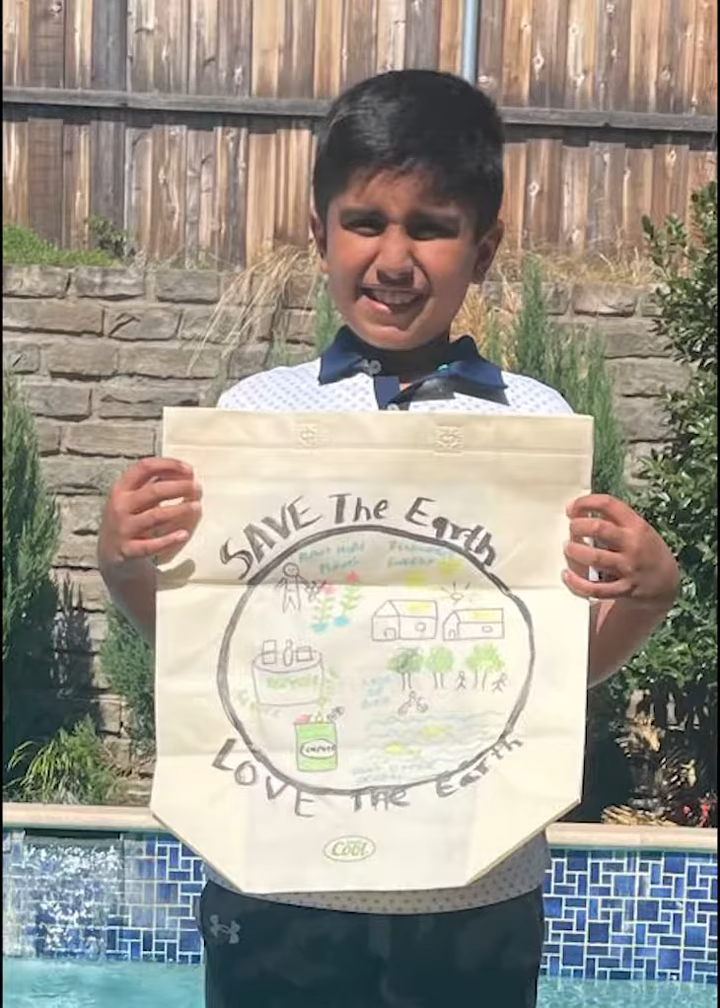 SAVE The Earth
PLANT MORE
PLANTS
RENEWABLE
ENERGY
RECYCLE
COMPOST
LOVE The Earth
Cool